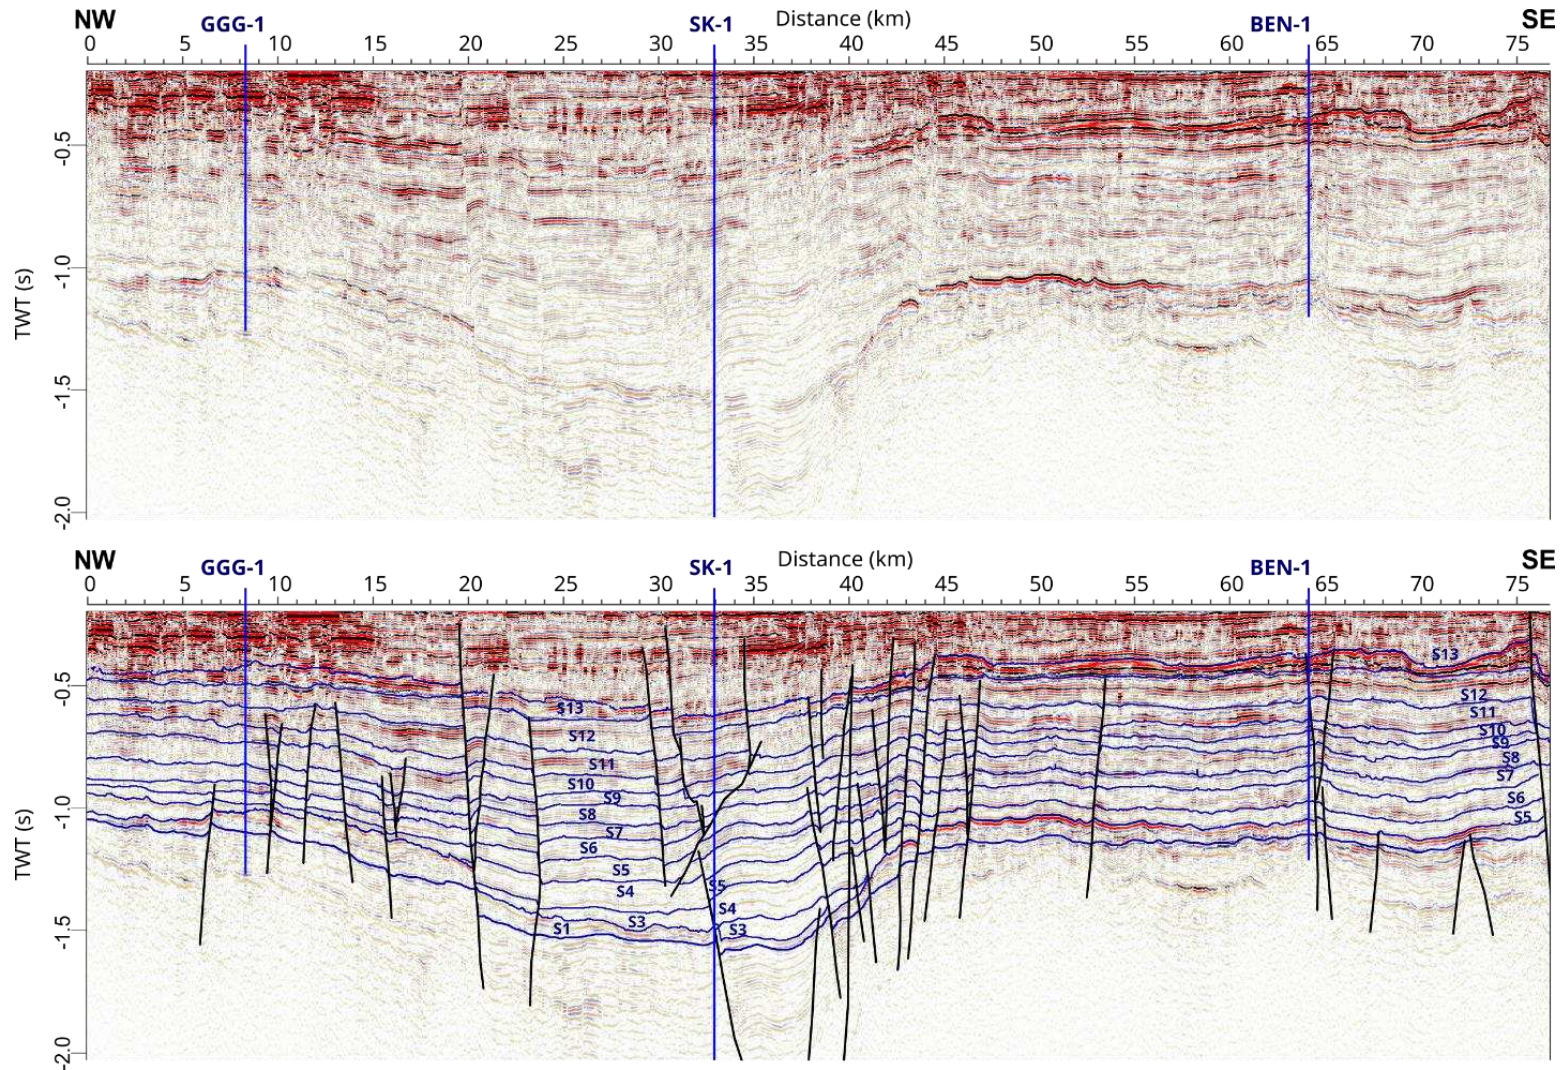 NW GGG-1 SK-1 Distance (km) BEN-1 SE
0 5 10 15 20 25 30 35 40 45 50 55 60 65 70 75
-0.5
-1.0
TWT (s)
-1.5
-2.0
NW GGG-1 SK-1 Distance (km) BEN-1 SE
0 5 10 15 20 25 30 35 40 45 50 55 60 65 70 75
S13
-0.5
S12
S13
S11
S12
S10
S9
S11
S8
S10
S7
S9
S6
-1.0
S8
S5
S7
TWT (s)
S6
S5
S5
S4
S4
S3
S1
S3
-1.5
-2.0